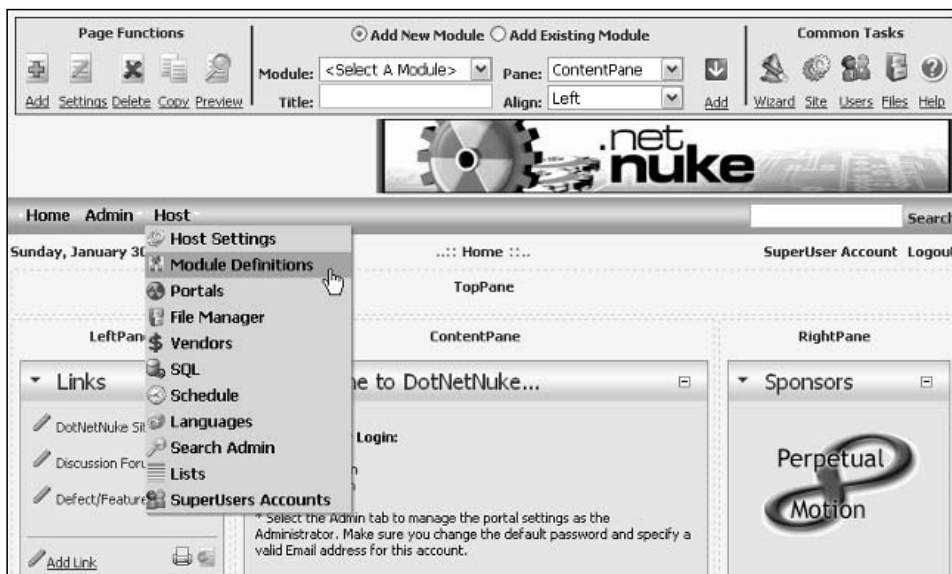 Page Functions
Add Settings Delete Copy Preview
Add New Module Add Existing Module
Module: <Select A Module> Pane: ContentPane
Title: Align: Left Add
Common Tasks
Wizard Site Users Files Help
.net
nuke
Home Admin Host Search
Sunday, January 30 ..:: Home ::.. SuperUser Account Logout
Host Settings
Module Definitions
Portals
File Manager
Vendors
SQL
Schedule
Languages
Search Admin
Lists
SuperUsers Accounts
TopPane
LeftPan
ContentPane
RightPane
Links
DotNetNuke Sit
Discussion Foru
Defect/Feature
Add Link
e to DotNetNuke...
Login:
* Select the Admin tab to manage the portal settings as the
Administrator. Make sure you change the default password and specify a
valid Email address for this account.
Sponsors
Perpetual
Motion